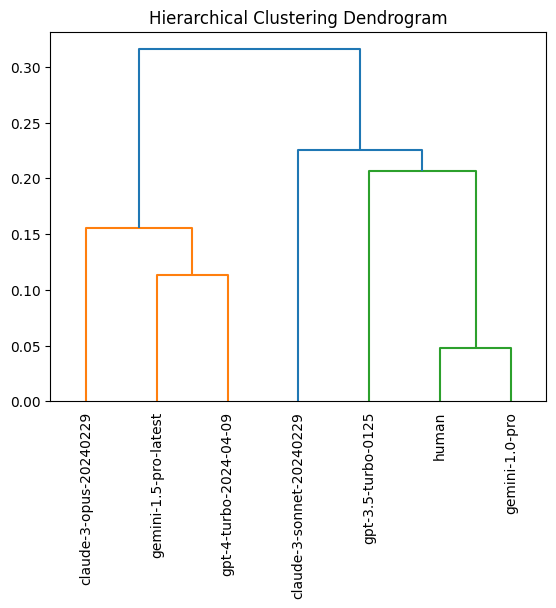 Hierarchical Clustering Dendrogram
0.30
0.25
0.20
0.15
0.10
0.05
0.00
claude-3-opus-20240229
gemini-1.5-pro-latest
gpt-4-turbo-2024-04-09
claude-3-sonnet-20240229
gpt-3.5-turbo-0125
human
gemini-1.0-pro